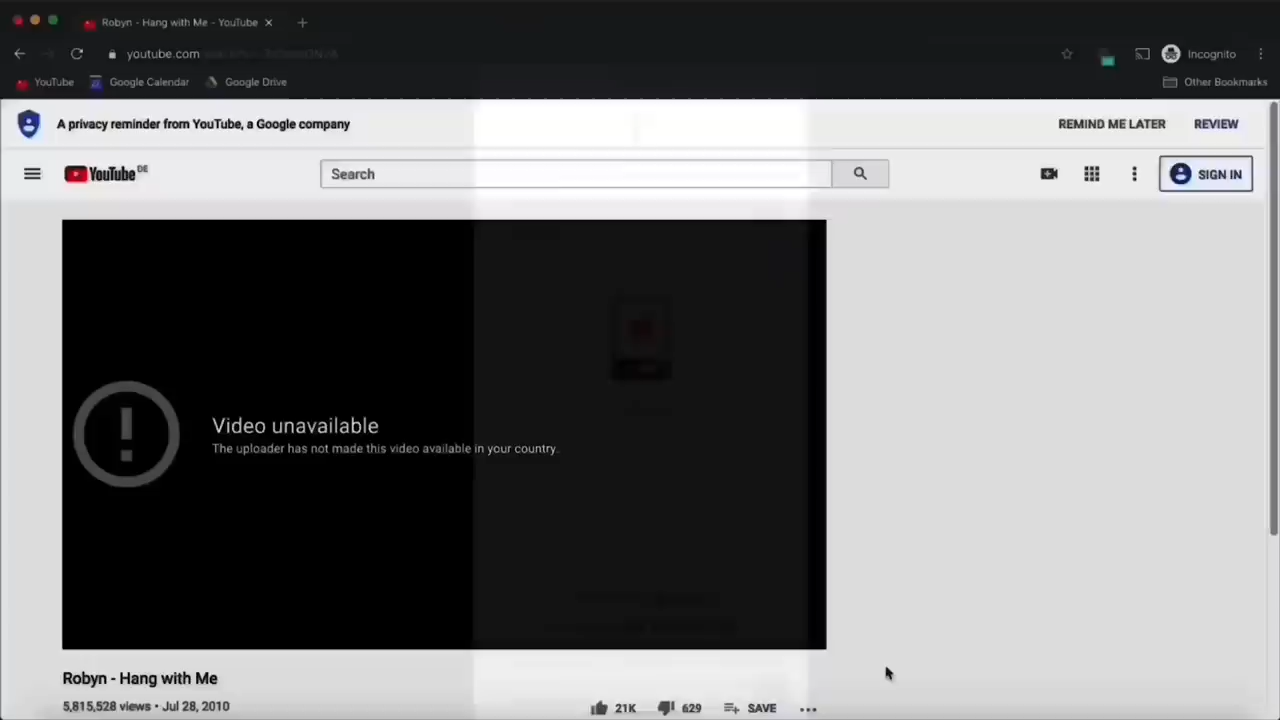 Robyn - Hang with Me - YouTube
youtube.com
Incognito
YouTube Google Calendar Google Drive Other Bookmarks
A privacy reminder from YouTube, a Google company REMIND ME LATER REVIEW
YouTube DE Search SIGN IN
Video unavailable
The uploader has not made this video available in your country.
Robyn - Hang with Me
5,815,528 views • Jul 28, 2010 21K 629 SAVE